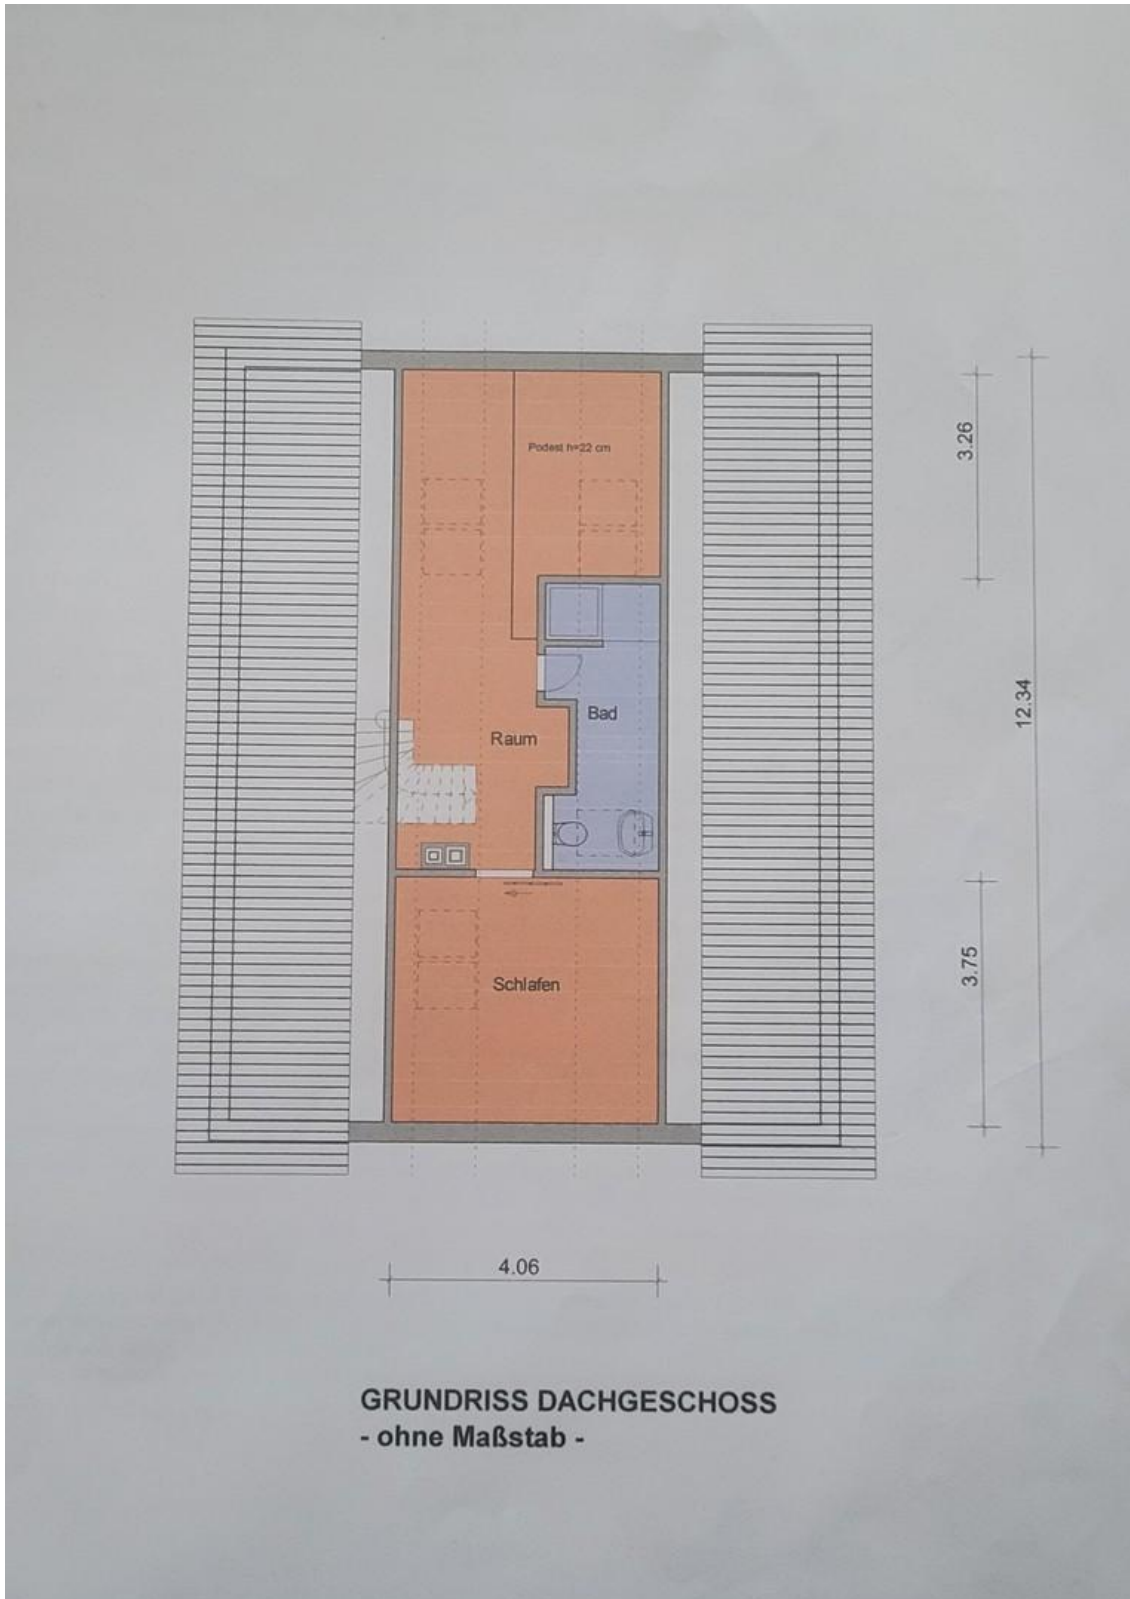 Podest h=22 cm
3.26
12.34
Bad
Raum
3.75
Schlafen
4.06
GRUNDRISS DACHGESCHOSS
- ohne Maßstab -